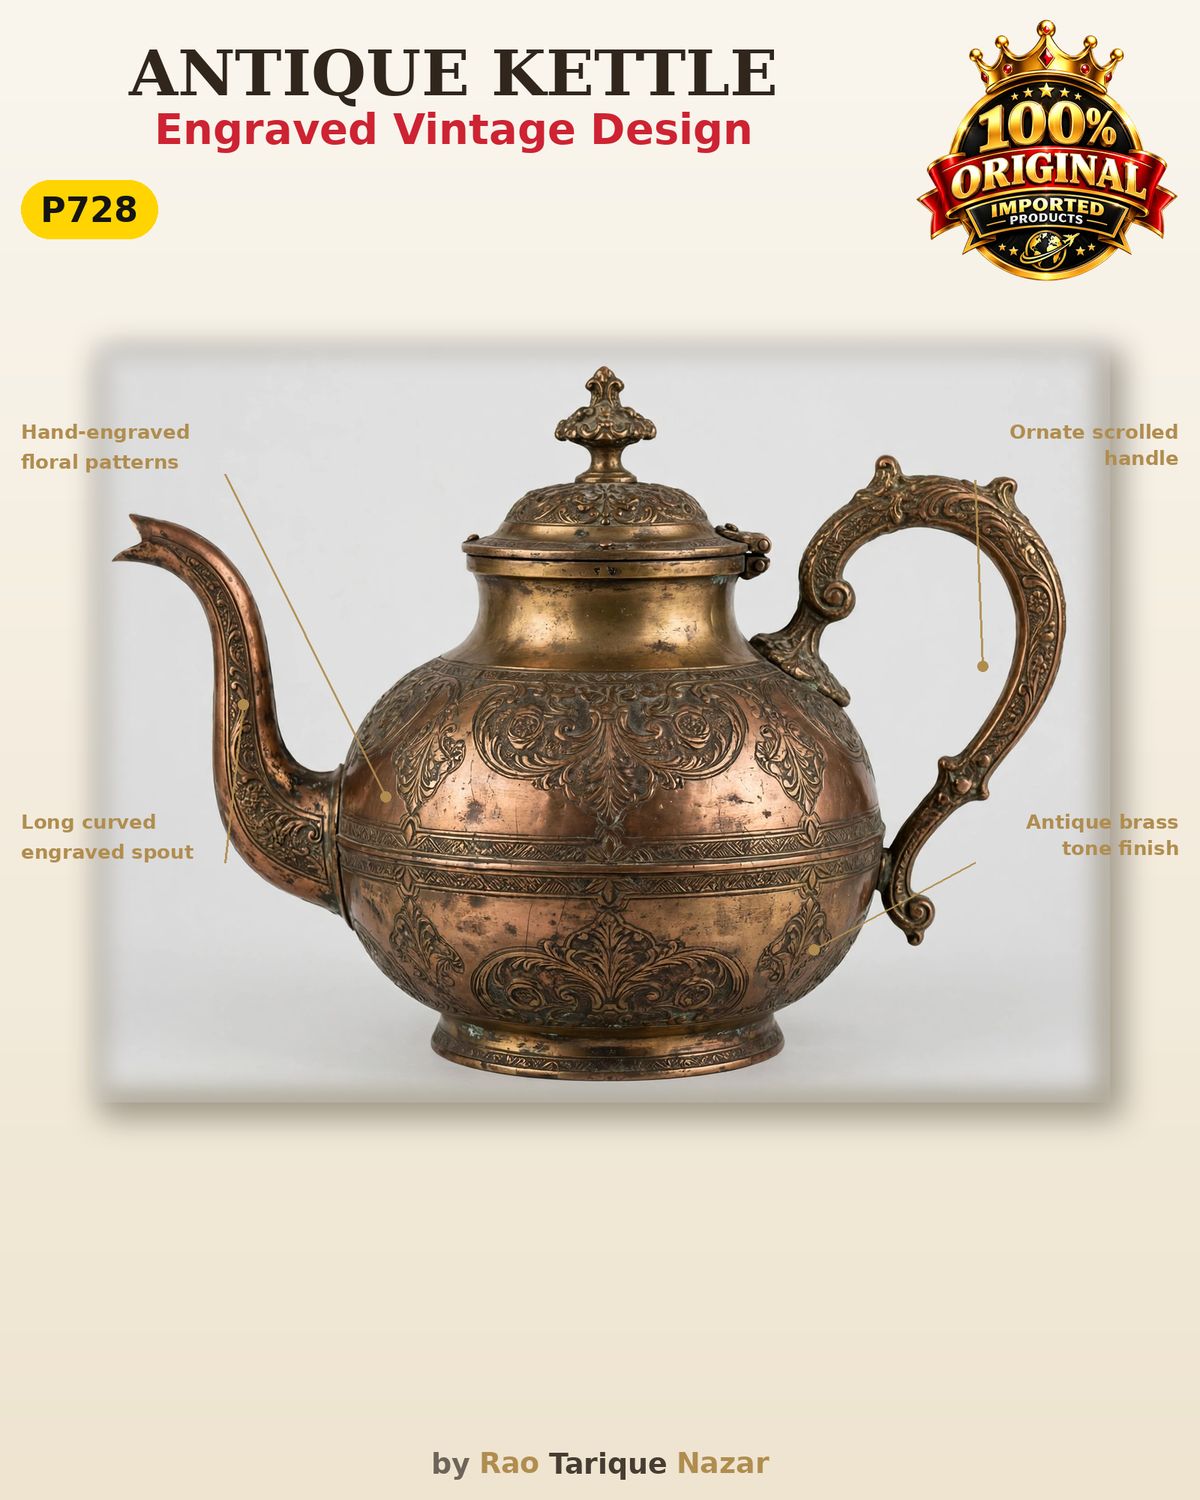 ANTIQUE KETTLE
Engraved Vintage Design
P728
100%
ORIGINAL
IMPORTED
PRODUCTS
Hand-engraved
floral patterns
Ornate scrolled
handle
Long curved
engraved spout
Antique brass
tone finish
by Rao Tarique Nazar